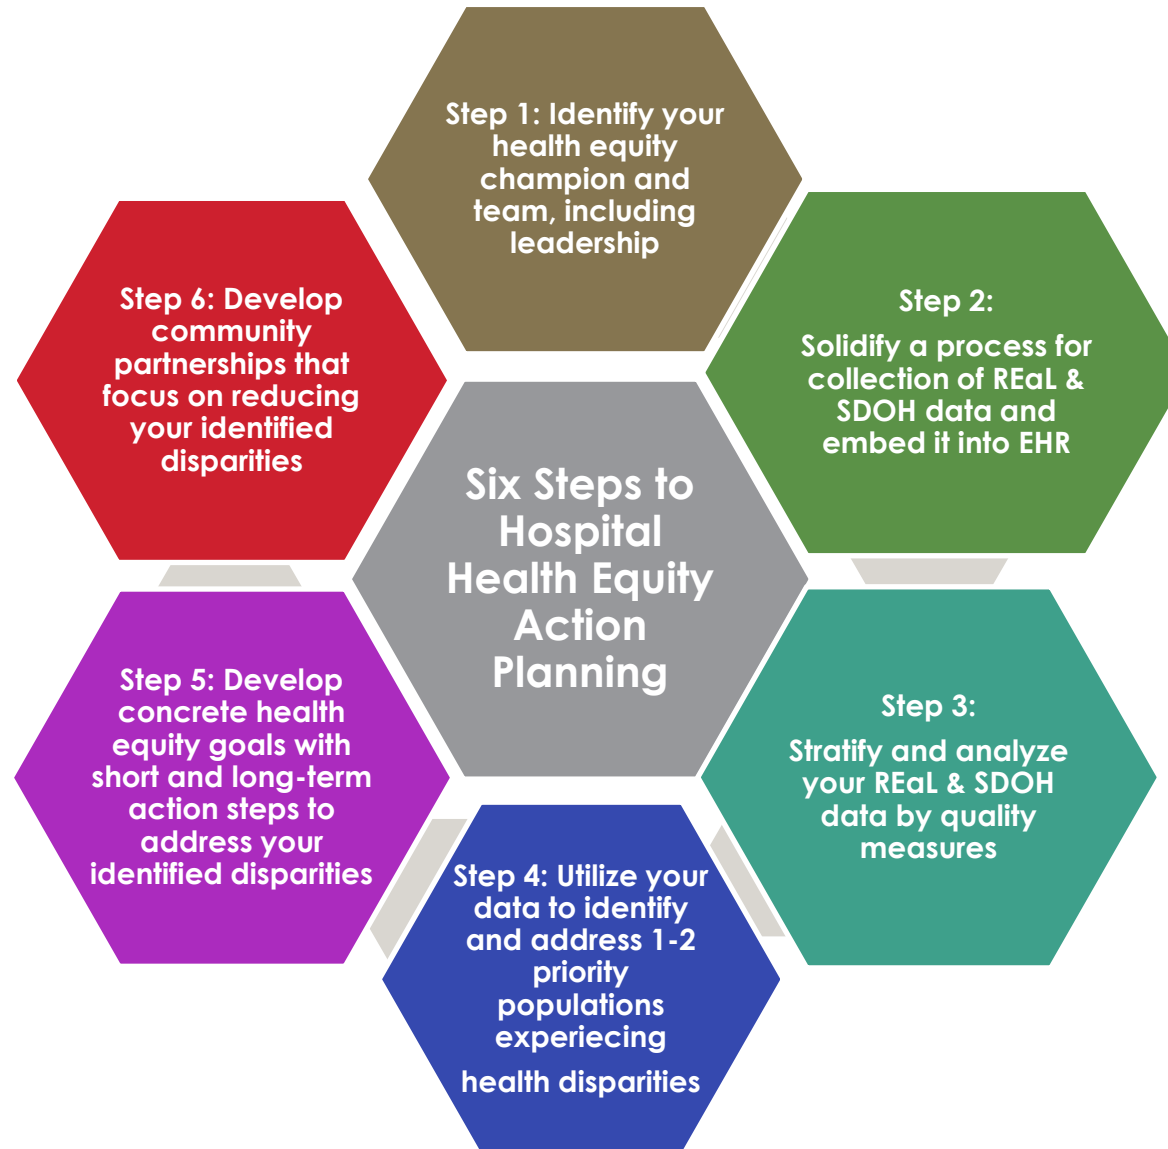 Step 1: Identify your
health equity
champion and
team, including
leadership
Step 2:
Solidify a process for
collection of REaL &
SDOH data and
embed it into EHR
Step 3:
Stratify and analyze
your REaL & SDOH
data by quality
measures
Step 4: Utilize your
data to identify
and address 1-2
priority
populations
experiecing
health disparities
Step 5: Develop
concrete health
equity goals with
short and long-term
action steps to
address your
identified disparities
Step 6: Develop
community
partnerships that
focus on reducing
your identified
disparities
Six Steps to
Hospital
Health Equity
Action
Planning